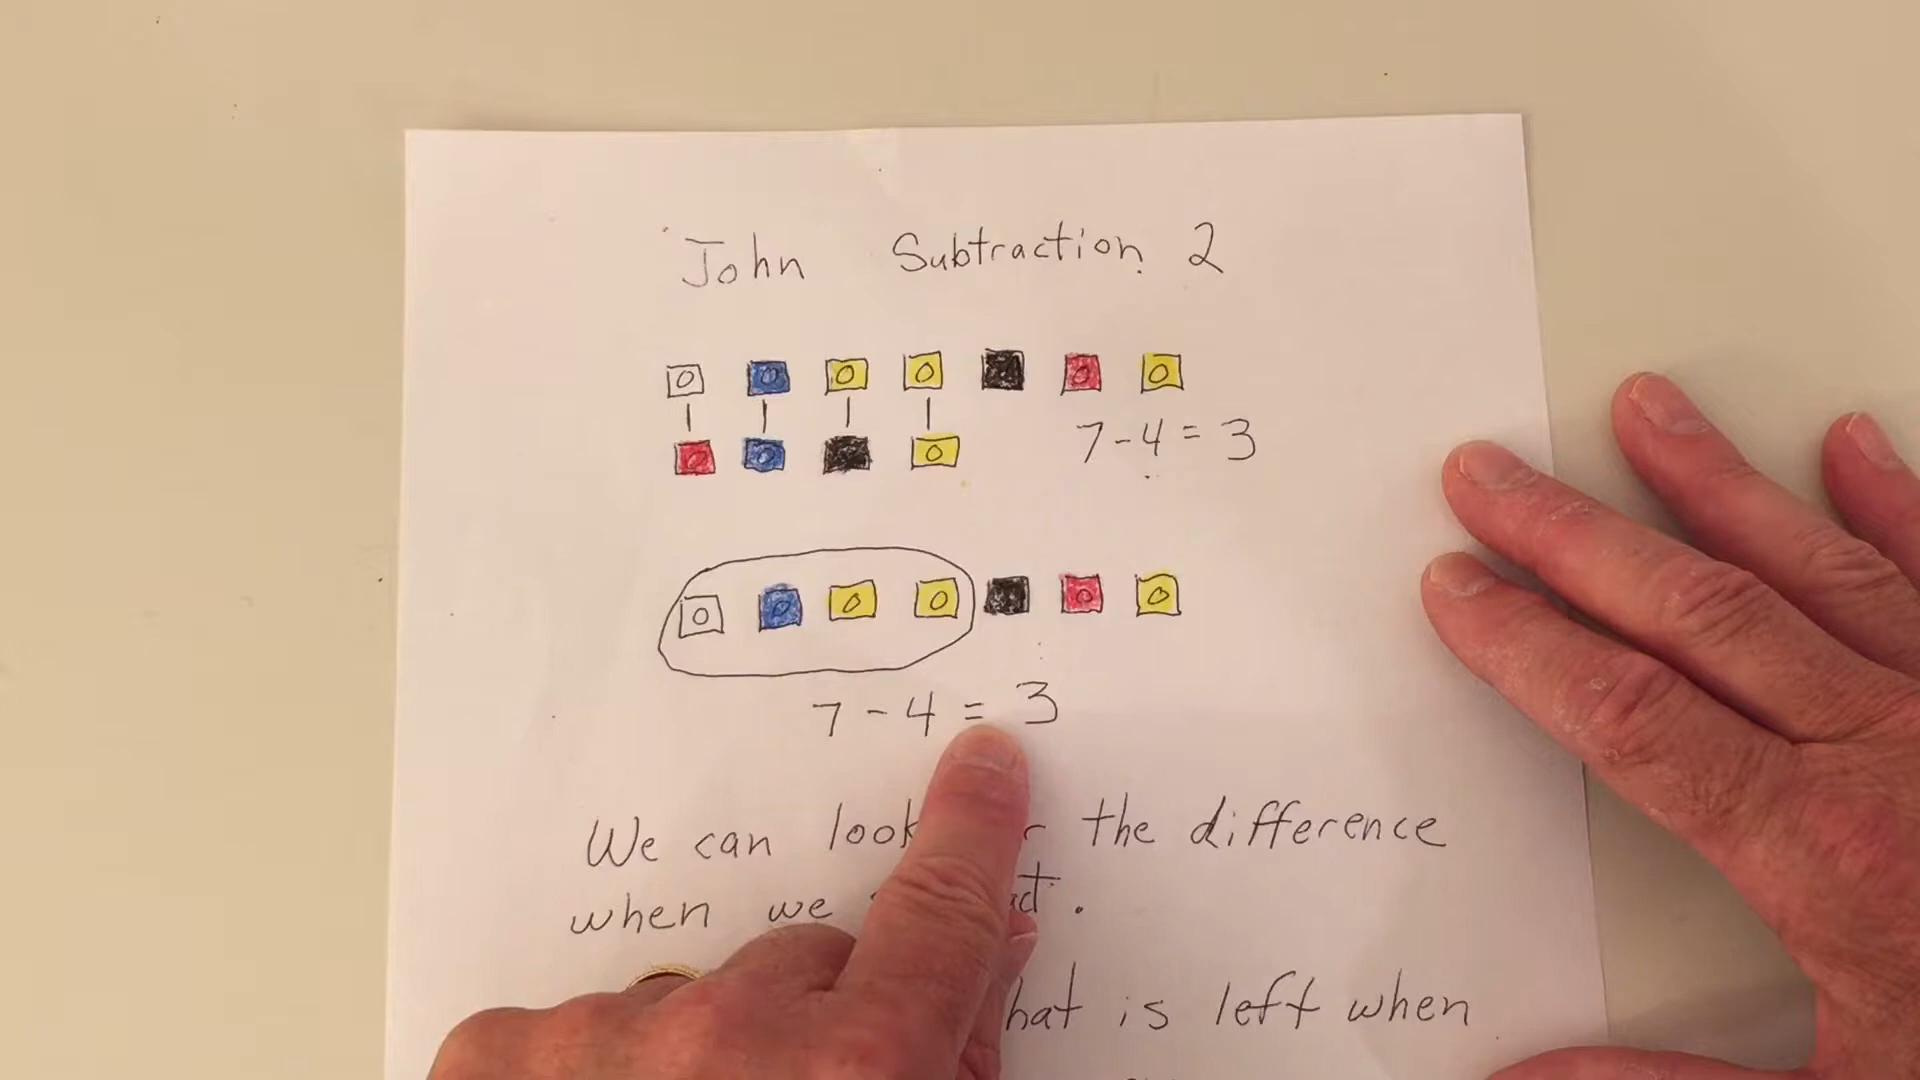 John Subtraction 2
7-4=3
7-4=3
We can look the difference
when we
is left when